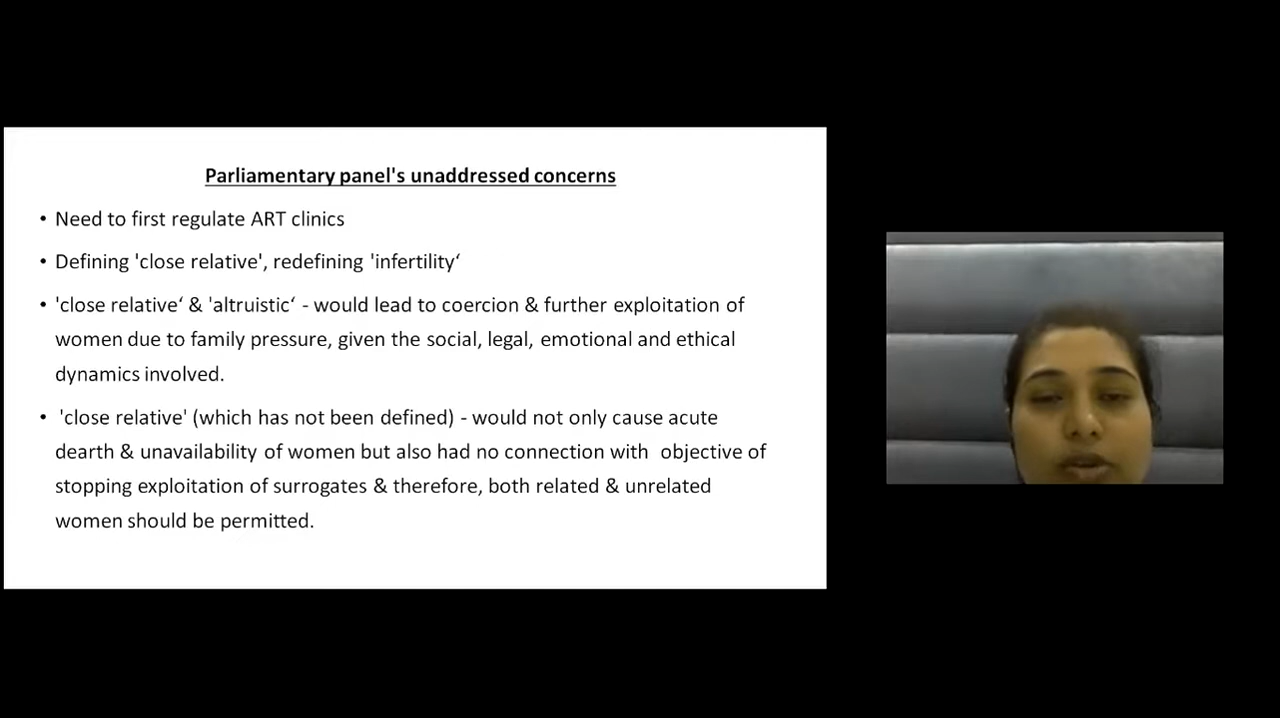 Parliamentary panel's unaddressed concerns
• Need to first regulate ART clinics
• Defining 'close relative', redefining 'infertility‘
• 'close relative‘ & 'altruistic‘ - would lead to coercion & further exploitation of
women due to family pressure, given the social, legal, emotional and ethical
dynamics involved.
• 'close relative' (which has not been defined) - would not only cause acute
dearth & unavailability of women but also had no connection with  objective of
stopping exploitation of surrogates & therefore, both related & unrelated
women should be permitted.